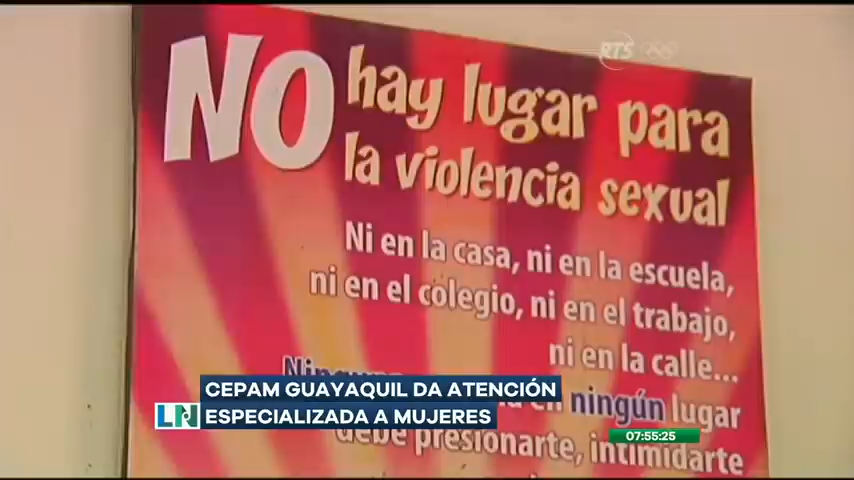 RTS
NO hay lugar para
la violencia sexual
Ni en la casa, ni en la escuela,
ni en el colegio, ni en el trabajo,
ni en la calle...
en ningún lugar
debe presionarte, intimidarte
CEPAM GUAYAQUIL DA ATENCIÓN
ESPECIALIZADA A MUJERES
LN
07:55:25